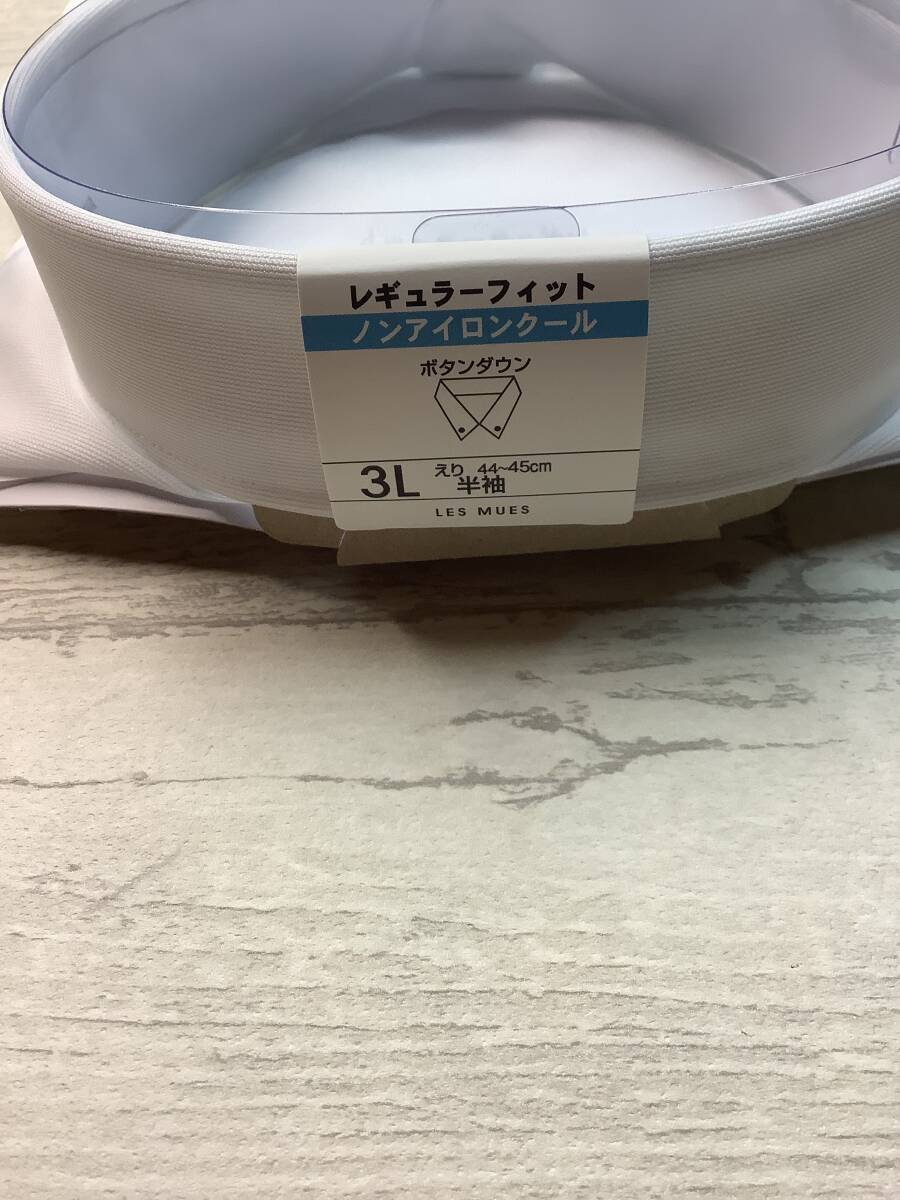 レギュラーフィット
ノンアイロンクール
ボタンダウン
3L えり 44~45cm
半袖
LES MUES